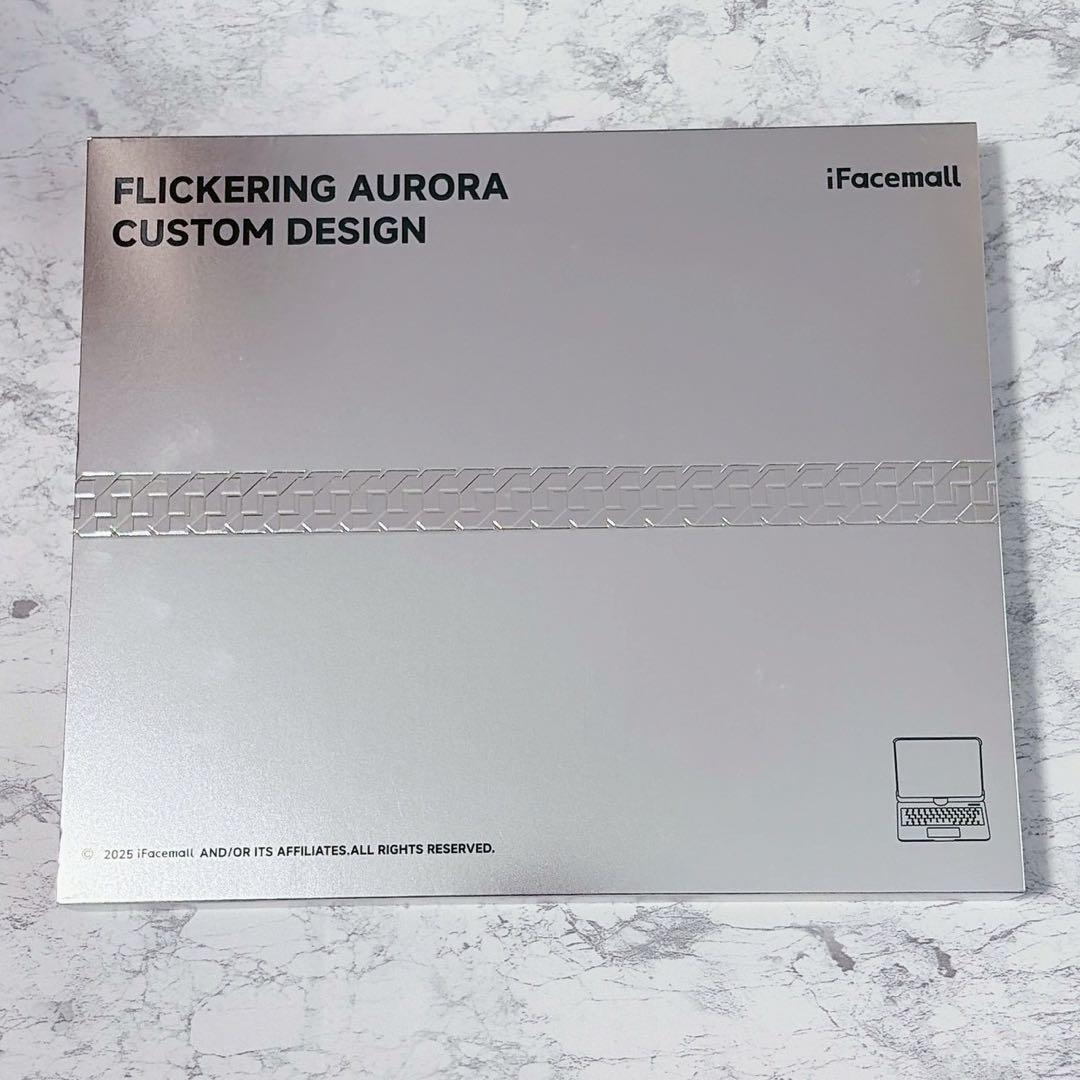 FLICKERING AURORA
CUSTOM DESIGN
iFacemall
© 2025 iFacemall AND/OR ITS AFFILIATES.ALL RIGHTS RESERVED.